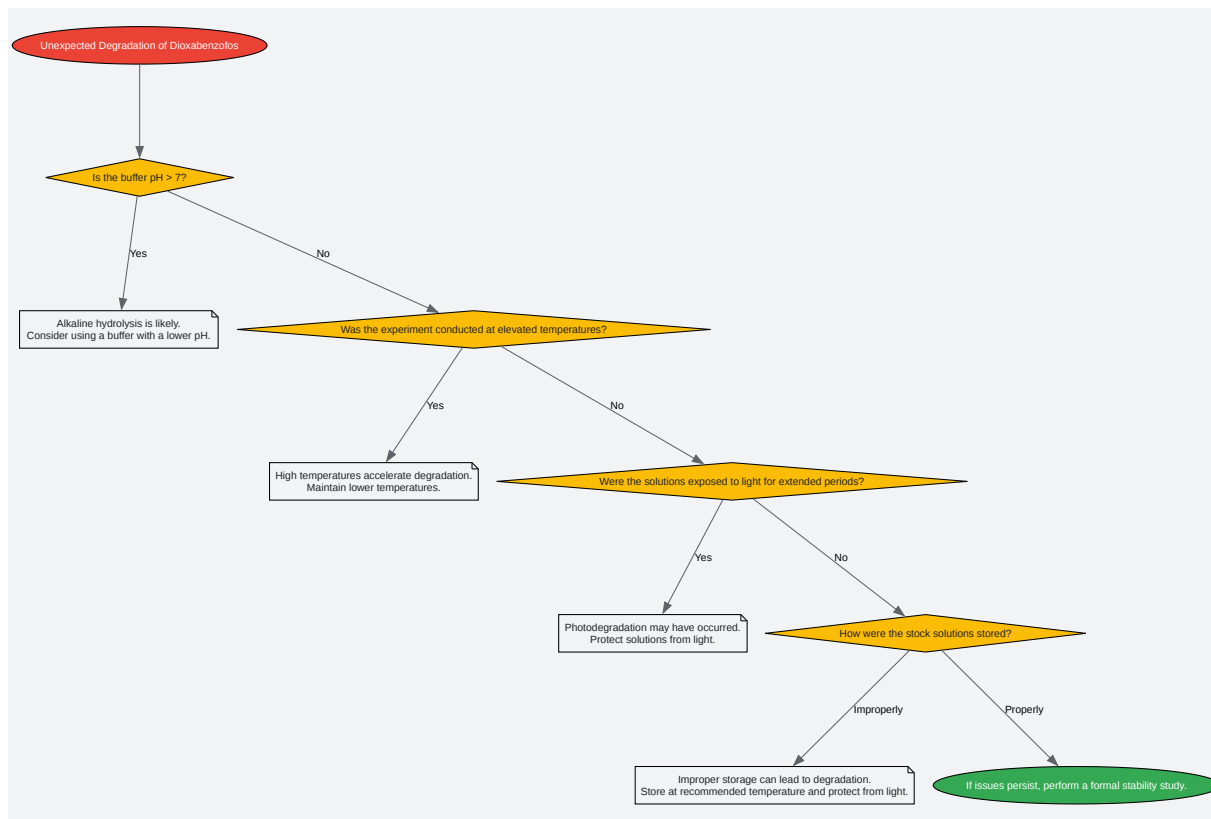 Unexpected Degradation of Dioxabenzofos
Is the buffer pH > 7?
Yes
No
Alkaline hydrolysis is likely.
Consider using a buffer with a lower pH.
Was the experiment conducted at elevated temperatures?
Yes
No
High temperatures accelerate degradation.
Maintain lower temperatures.
Were the solutions exposed to light for extended periods?
Yes
No
Photodegradation may have occurred.
Protect solutions from light.
How were the stock solutions stored?
Improperly
Properly
Improper storage can lead to degradation.
Store at recommended temperature and protect from light.
If issues persist, perform a formal stability study.